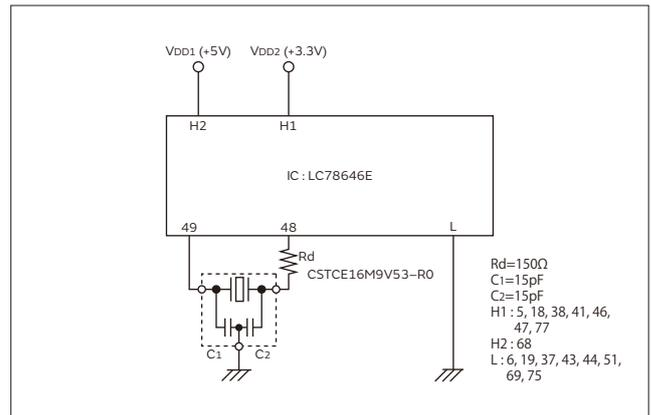 VDD1 (+5V) VDD2 (+3.3V)
H2 H1
IC : LC78646E
49 48 L
Rd
CSTCE16M9V53–R0
C1 C2
Rd=150Ω
C1=15pF
C2=15pF
H1 : 5, 18, 38, 41, 46,
47, 77
H2 : 68
L : 6, 19, 37, 43, 44, 51,
69, 75